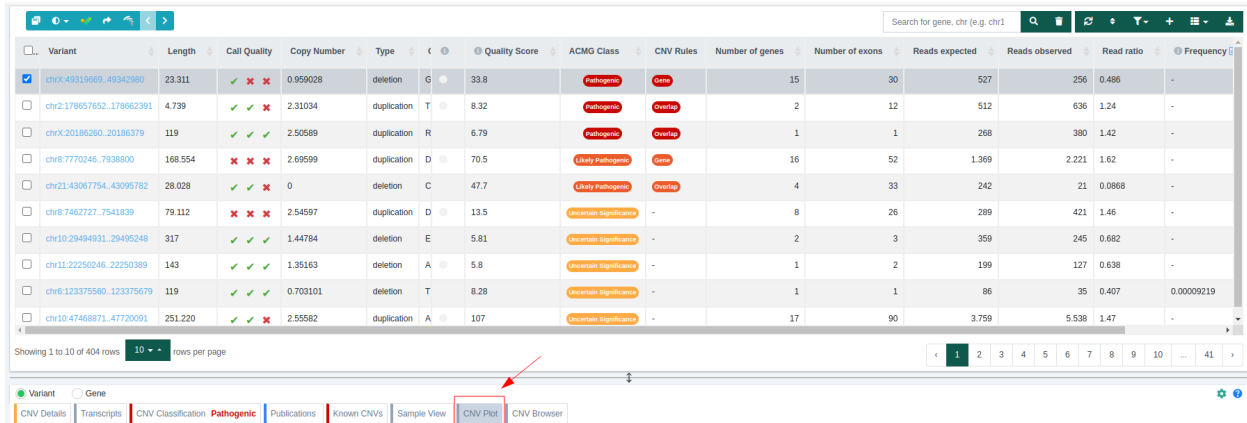 Search for gene, chr (e.g. chr1
Variant Length Call Quality Copy Number Type Quality Score ACMG Class CNV Rules Number of genes Number of exons Reads expected Reads observed Read ratio Frequency
chrX:49319669..49342980 23.311 0.959028 deletion G 33.8 Pathogenic Gene 15 30 527 256 0.486 -
chr2:178657652..178662391 4.739 2.31034 duplication T 8.32 Pathogenic Overlap 2 12 512 636 1.24 -
chrX:20186260..20186379 119 2.50589 duplication R 6.79 Pathogenic Overlap 1 1 268 380 1.42 -
chr8:7770246..7938800 168.554 2.69599 duplication D 70.5 Likely Pathogenic Gene 16 52 1.369 2.221 1.62 -
chr21:43067754..43095782 28.028 0 deletion C 47.7 Likely Pathogenic Overlap 4 33 242 21 0.0868 -
chr8:7462727..7541839 79.112 2.54597 duplication D 13.5 Uncertain Significance - 8 26 289 421 1.46 -
chr10:29494931..29495248 317 1.44784 deletion E 5.81 Uncertain Significance - 2 3 359 245 0.682 -
chr11:22250246..22250389 143 1.35163 deletion A 5.8 Uncertain Significance - 1 2 199 127 0.638 -
chr6:123375560..123375679 119 0.703101 deletion T 8.28 Uncertain Significance - 1 1 86 35 0.407 0.00009219
chr10:47468871..47720091 251.220 2.55582 duplication A 107 Uncertain Significance - 17 90 3.759 5.538 1.47 -
Showing 1 to 10 of 404 rows 10 rows per page ‹ 1 2 3 4 5 6 7 8 9 10 ... 41 ›
Variant Gene
CNV Details Transcripts CNV Classification Pathogenic Publications Known CNVs Sample View CNV Plot CNV Browser